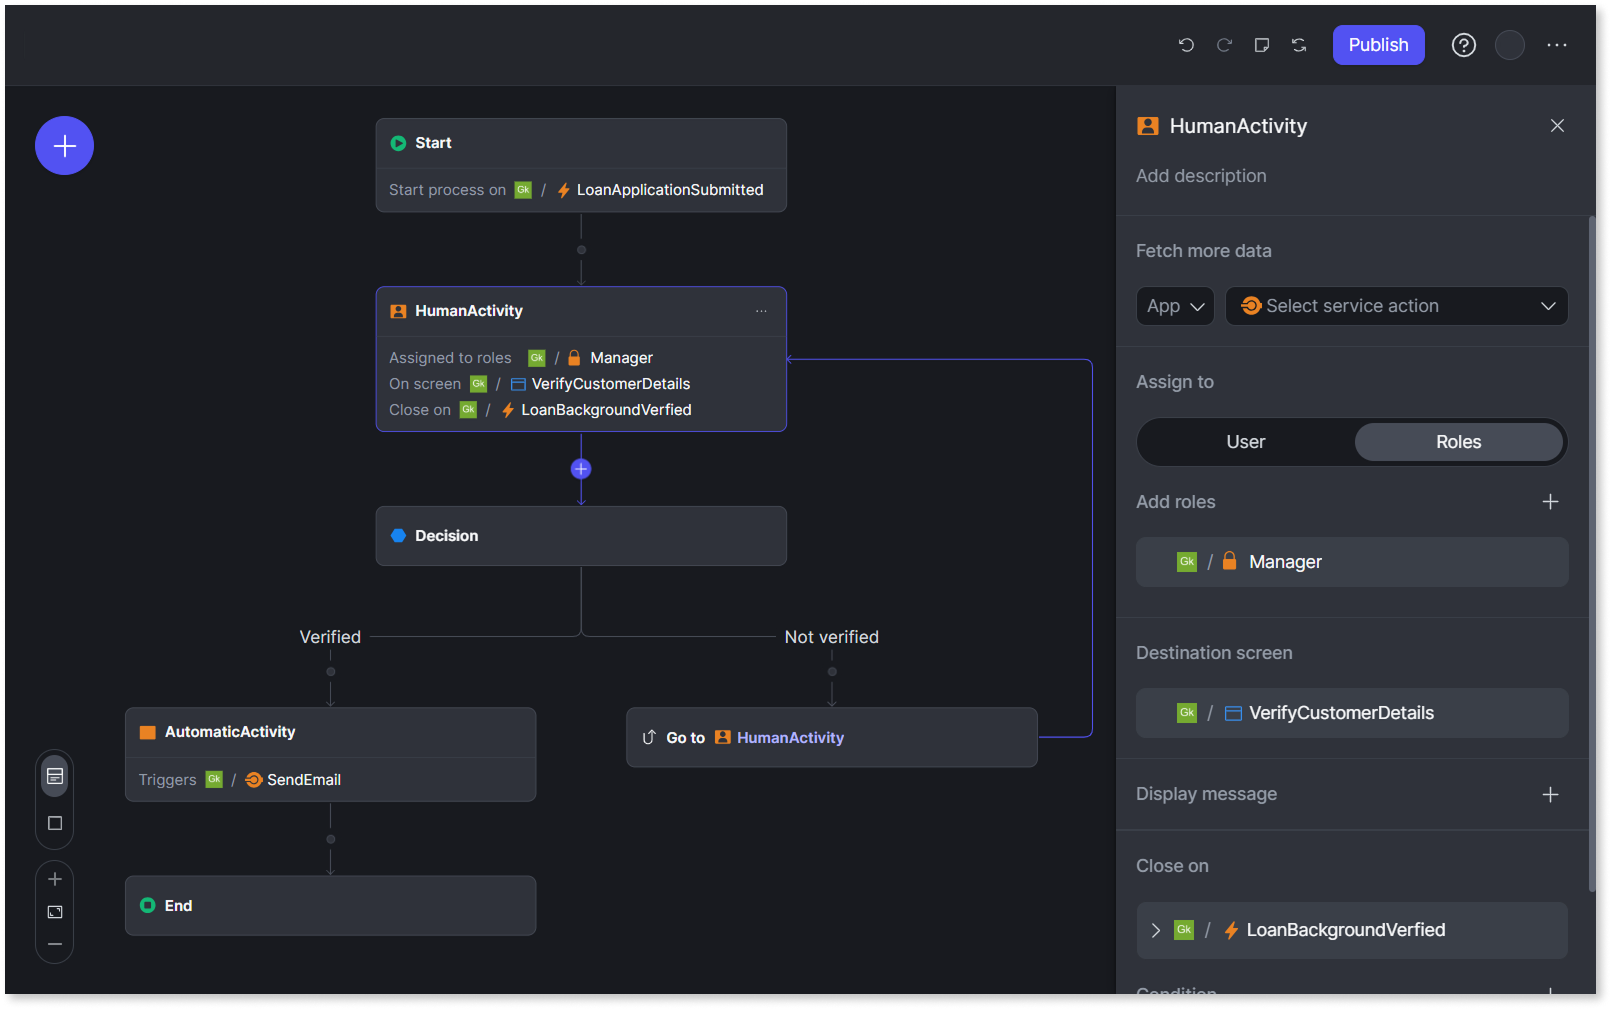 Publish
Start
Start process on Gk / LoanApplicationSubmitted
HumanActivity
Assigned to roles Gk / Manager
On screen Gk / VerifyCustomerDetails
Close on Gk / LoanBackgroundVerfied
Decision
Verified
Not verified
AutomaticActivity
Triggers Gk / SendEmail
Go to HumanActivity
End
HumanActivity
Add description
Fetch more data
App Select service action
Assign to
User Roles
Add roles
Gk / Manager
Destination screen
Gk / VerifyCustomerDetails
Display message
Close on
Gk / LoanBackgroundVerfied
Condition